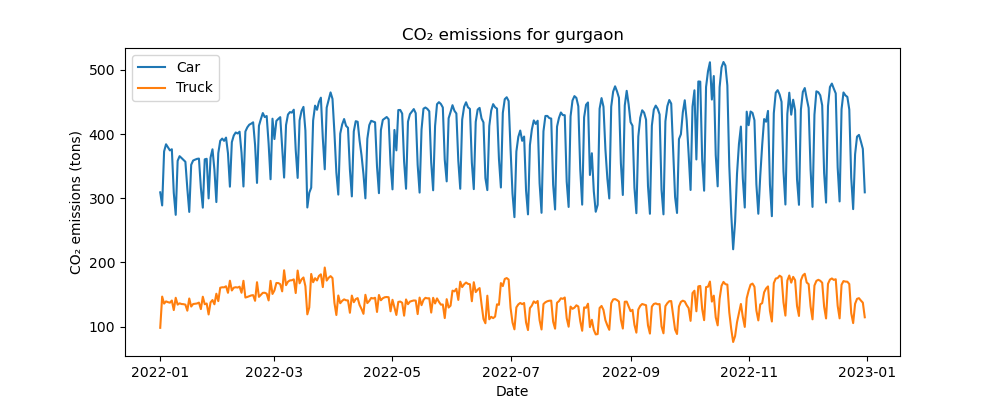 CO₂ emissions for gurgaon
Car
Truck
CO₂ emissions (tons)
500
400
300
200
100
2022-01
2022-03
2022-05
2022-07
2022-09
2022-11
2023-01
Date